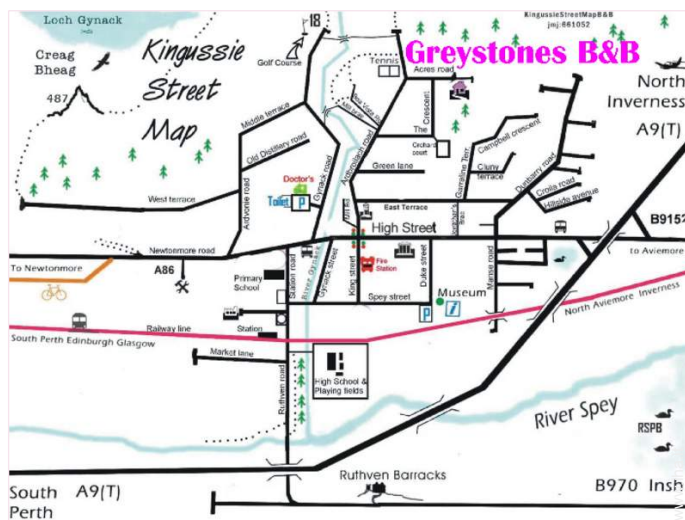 Loch Gynack
18
KingussieStreetMapB&B
jmj:661052
Creag
Bheag
487
Kingussie
Street
Map
Golf Course
Greystones B&B
Tennis
Acres road
North
Inverness
A9(T)
Middle terrace
Old Distillery road
The
Crescent
Orchard
court
Campbell crescent
Cluny
terrace
Dunbarry road
Croila road
Hillside avenue
Green lane
Ardbroilach road
Gynack road
Doctor's
Toilet
P
West terrace
Ardvonie road
East Terrace
High Street
B9152
to Aviemore
Newtonmore road
To Newtonmore
A86
Primary
School
Station road
River Gynack
Gynack street
King street
Fire
Station
Duke street
Manse road
Spey street
Museum
P
i
North Aviemore Inverness
Railway line
Station
South Perth Edinburgh Glasgow
Market lane
Ruthven road
High School &
Playing fields
River Spey
RSPB
South
Perth
A9(T)
Ruthven Barracks
B970 Insh